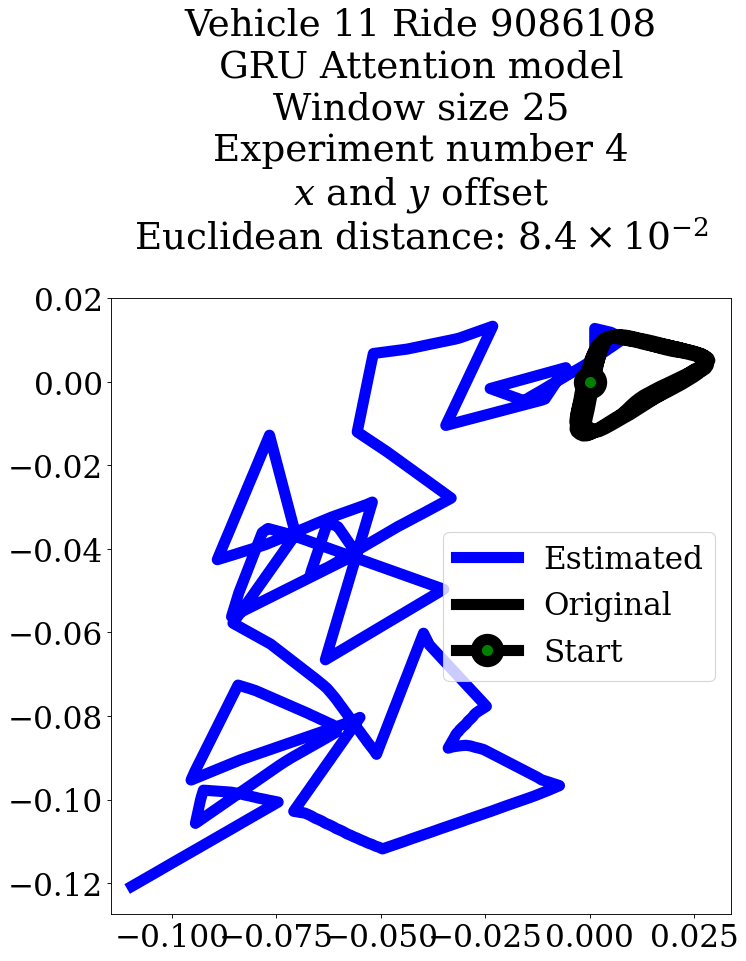 Vehicle 11 Ride 9086108
GRU Attention model
Window size 25
Experiment number 4
x and y offset
Euclidean distance: 8.4 × 10⁻²
0.02
0.00
−0.02
−0.04
−0.06
−0.08
−0.10
−0.12
Estimated
Original
Start
−0.100 −0.075 −0.050 −0.025 0.000 0.025